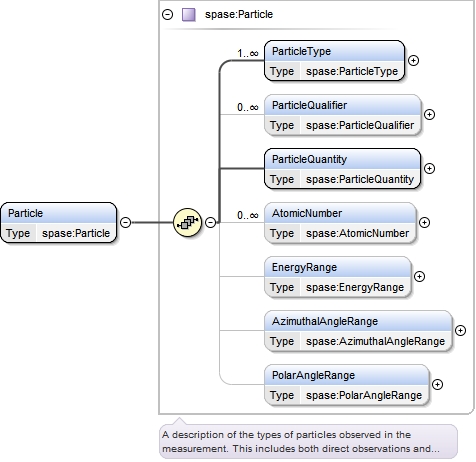 spase:Particle
1..∞
ParticleType
Type spase:ParticleType
0..∞
ParticleQualifier
Type spase:ParticleQualifier
ParticleQuantity
Type spase:ParticleQuantity
Particle
Type spase:Particle
0..∞
AtomicNumber
Type spase:AtomicNumber
EnergyRange
Type spase:EnergyRange
AzimuthalAngleRange
Type spase:AzimuthalAngleRange
PolarAngleRange
Type spase:PolarAngleRange
A description of the types of particles observed in the
measurement. This includes both direct observations and...